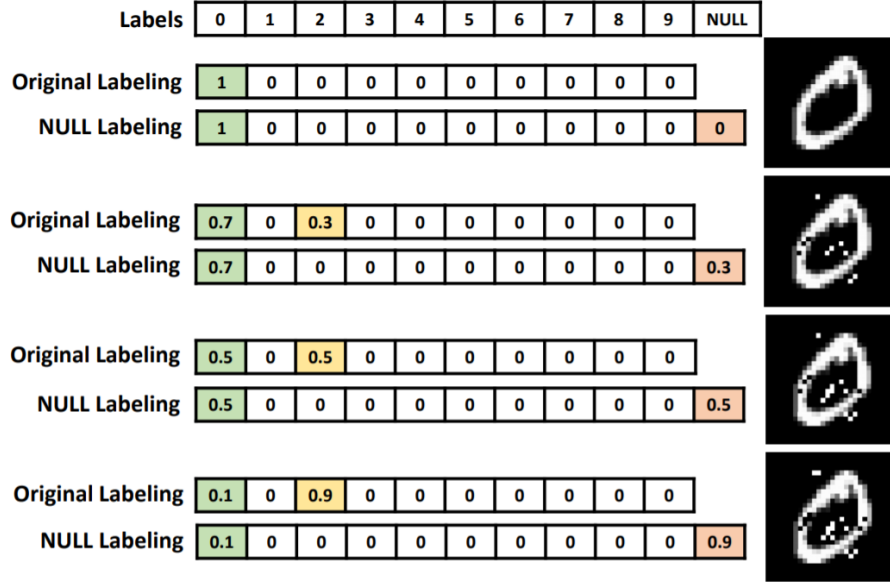 Labels 0 1 2 3 4 5 6 7 8 9 NULL
Original Labeling 1 0 0 0 0 0 0 0 0 0
NULL Labeling 1 0 0 0 0 0 0 0 0 0 0
Original Labeling 0.7 0 0.3 0 0 0 0 0 0 0
NULL Labeling 0.7 0 0 0 0 0 0 0 0 0 0.3
Original Labeling 0.5 0 0.5 0 0 0 0 0 0 0
NULL Labeling 0.5 0 0 0 0 0 0 0 0 0 0.5
Original Labeling 0.1 0 0.9 0 0 0 0 0 0 0
NULL Labeling 0.1 0 0 0 0 0 0 0 0 0 0.9